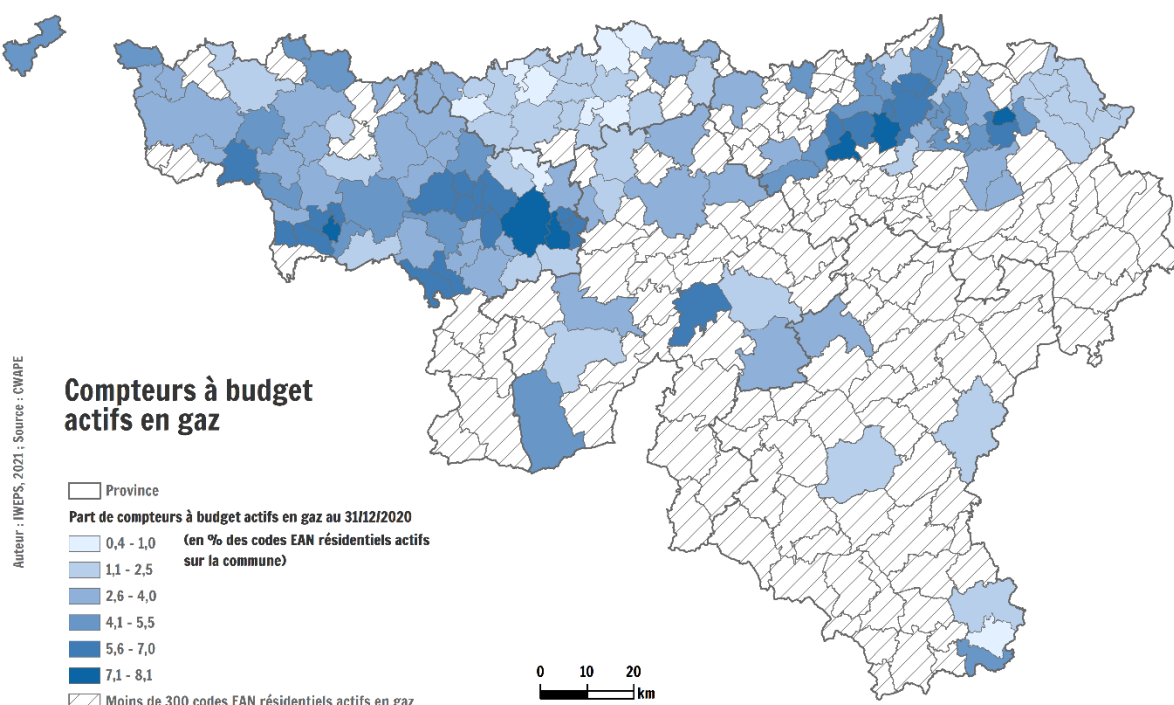 Compteurs à budget
actifs en gaz
Province
Part de compteurs à budget actifs en gaz au 31/12/2020
(en % des codes EAN résidentiels actifs
sur la commune)
0,4 - 1,0
1,1 - 2,5
2,6 - 4,0
4,1 - 5,5
5,6 - 7,0
7,1 - 8,1
Moins de 300 codes EAN résidentiels actifs en gaz
Auteur : IWEPS, 2021 ; Source : CWAPE
0 10 20
km